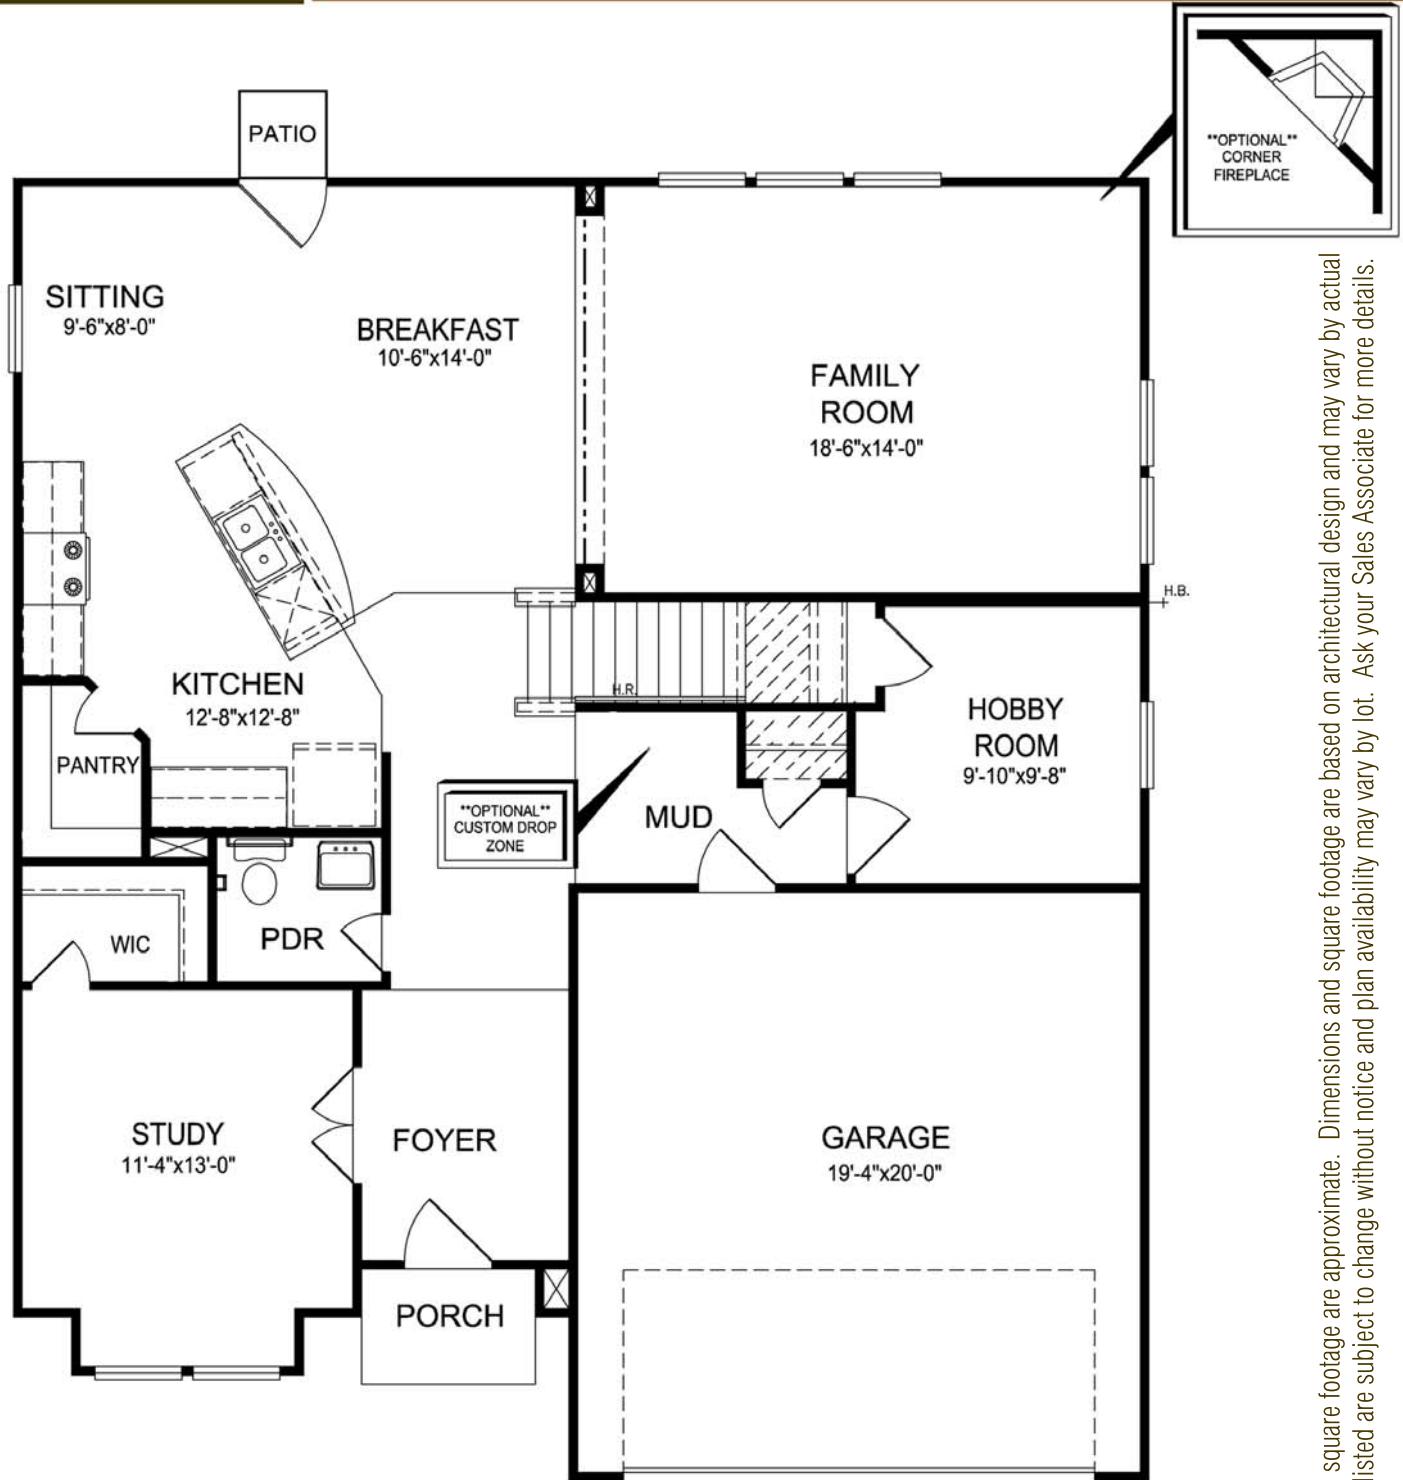 **OPTIONAL**
CORNER
FIREPLACE
PATIO
SITTING
9'-6"x8'-0"
BREAKFAST
10'-6"x14'-0"
FAMILY
ROOM
18'-6"x14'-0"
H.B.
KITCHEN
12'-8"x12'-8"
H.R.
HOBBY
ROOM
9'-10"x9'-8"
PANTRY
**OPTIONAL**
CUSTOM DROP
ZONE
MUD
WIC
PDR
STUDY
11'-4"x13'-0"
FOYER
GARAGE
19'-4"x20'-0"
PORCH
square footage are approximate. Dimensions and square footage are based on architectural design and may vary by actual
listed are subject to change without notice and plan availability may vary by lot. Ask your Sales Associate for more details.